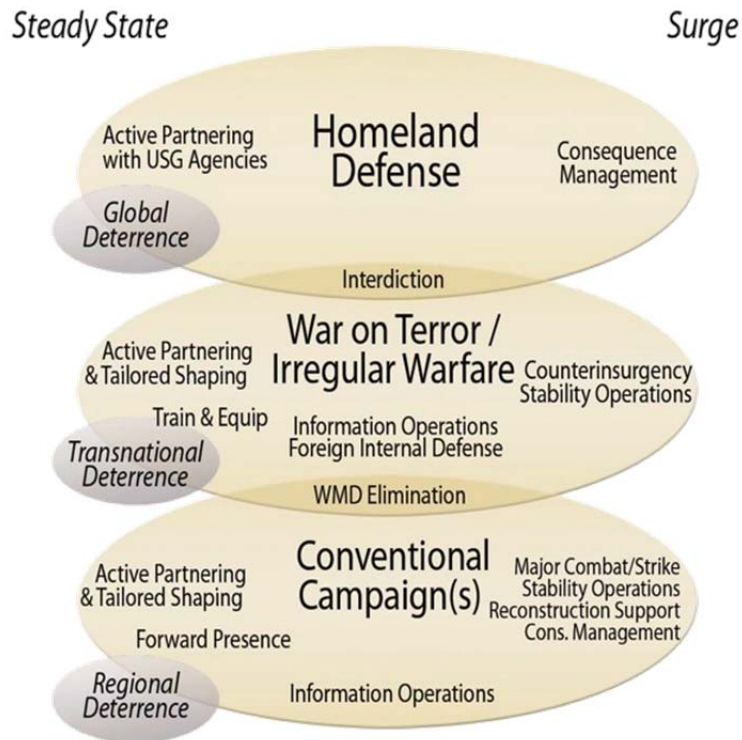 Steady State
Surge
Active Partnering
with USG Agencies
Homeland
Defense
Consequence
Management
Global
Deterrence
Interdiction
War on Terror /
Irregular Warfare
Active Partnering
& Tailored Shaping
Counterinsurgency
Stability Operations
Train & Equip
Information Operations
Foreign Internal Defense
Transnational
Deterrence
WMD Elimination
Conventional
Campaign(s)
Active Partnering
& Tailored Shaping
Major Combat/Strike
Stability Operations
Reconstruction Support
Cons. Management
Forward Presence
Regional
Deterrence
Information Operations